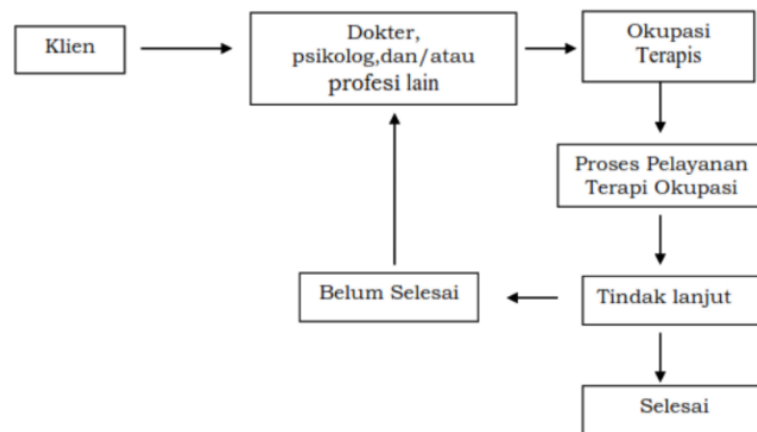 Klien
Dokter,
psikolog,dan/atau
profesi lain
Okupasi
Terapis
Proses Pelayanan
Terapi Okupasi
Belum Selesai
Tindak lanjut
Selesai